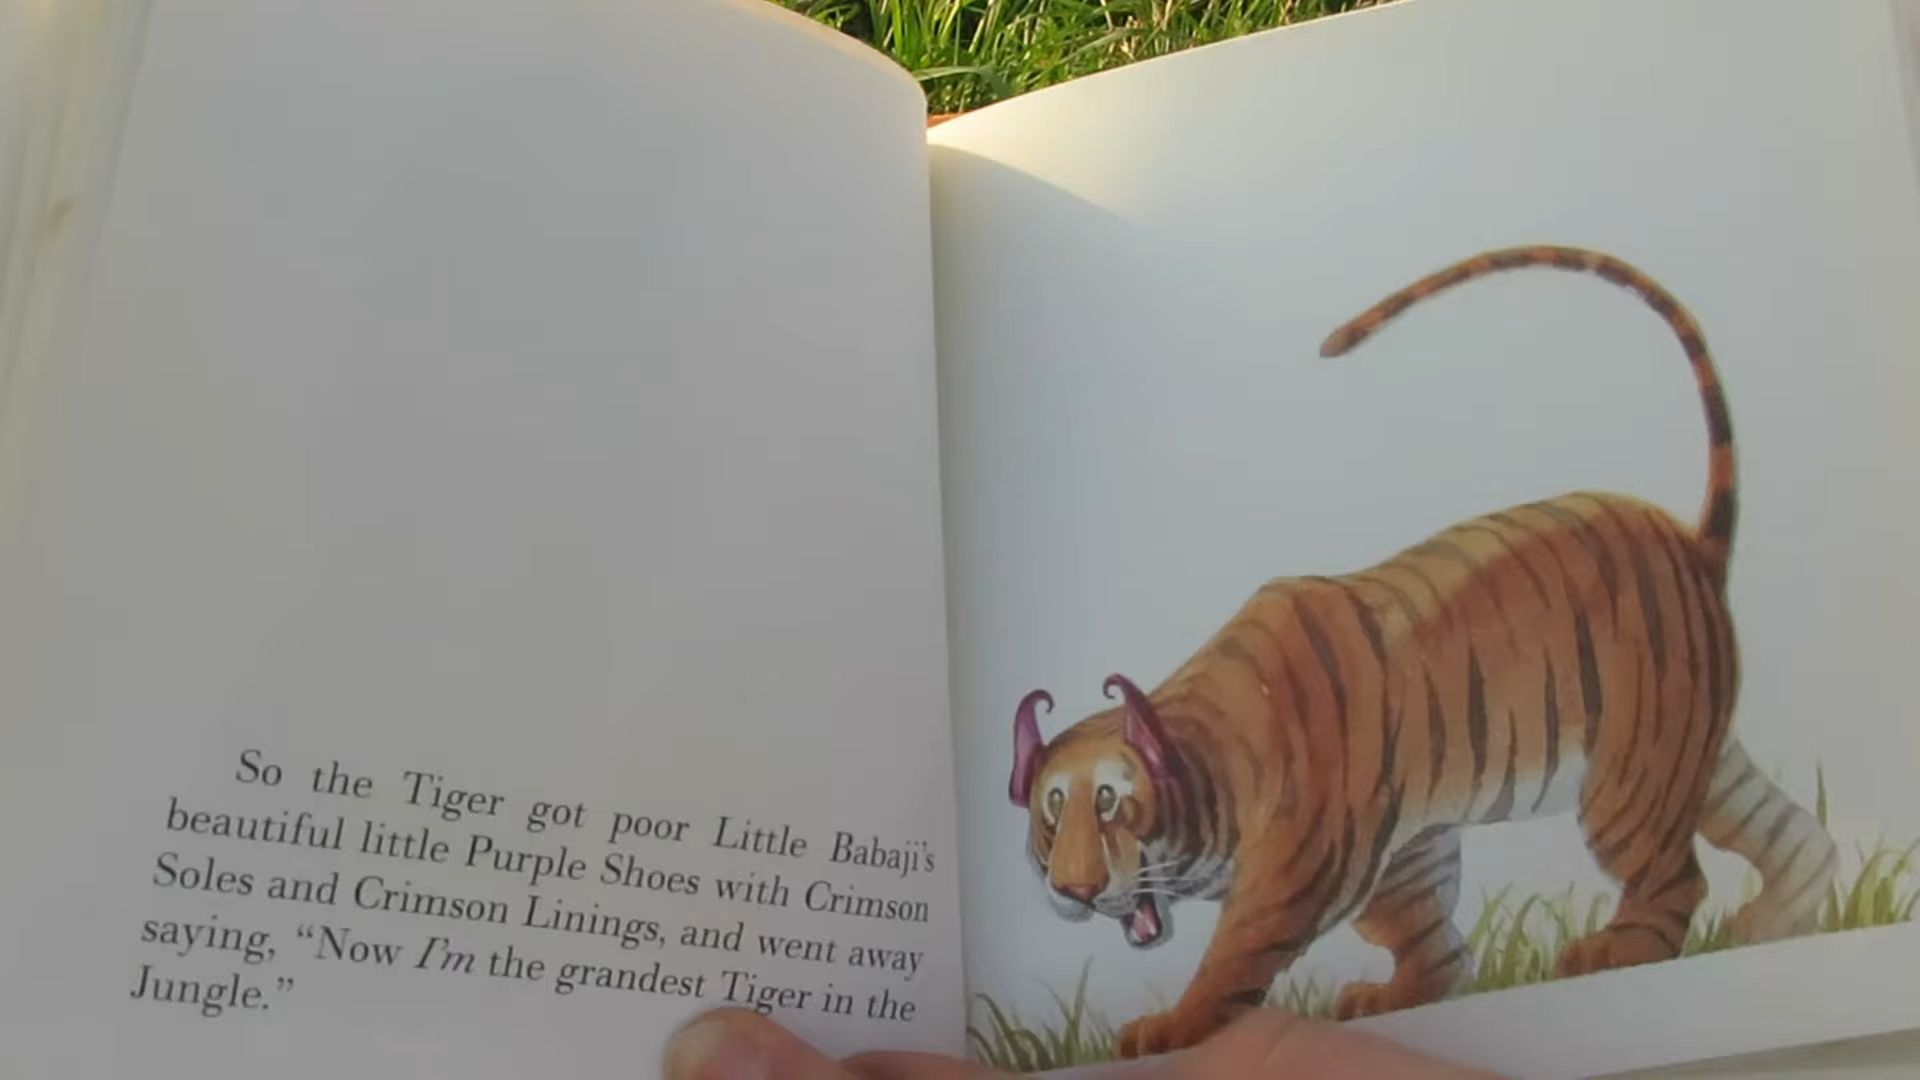 So the Tiger got poor Little Babaji's
beautiful little Purple Shoes with Crimson
Soles and Crimson Linings, and went away
saying, “Now I'm the grandest Tiger in the
Jungle.”